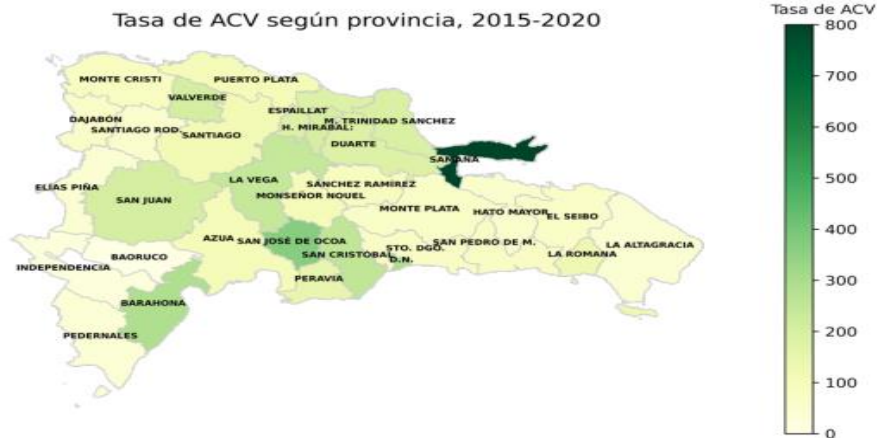 Tasa de ACV según provincia, 2015-2020
Tasa de ACV
800
700
600
500
400
300
200
100
0
MONTE CRISTI
PUERTO PLATA
VALVERDE
ESPAILLAT
DAJABÓN
M. TRINIDAD SANCHEZ
SANTIAGO ROD.
SANTIAGO
H. MIRABAL:
DUARTE
SAMANÁ
ELÍAS PIÑA
LA VEGA
SÁNCHEZ RAMÍREZ
MONSEÑOR NOUEL
SAN JUAN
MONTE PLATA
HATO MAYOR
EL SEIBO
AZUA
SAN JOSÉ DE OCOA
STO. DGO.
SAN PEDRO DE M.
LA ALTAGRACIA
BAORUCO
SAN CRISTÓBAL
D.N.
LA ROMANA
INDEPENDENCIA
PERAVIA
BARAHONA
PEDERNALES